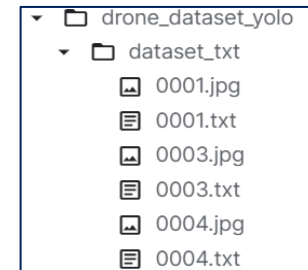 drone_dataset_yolo
dataset_txt
0001.jpg
0001.txt
0003.jpg
0003.txt
0004.jpg
0004.txt